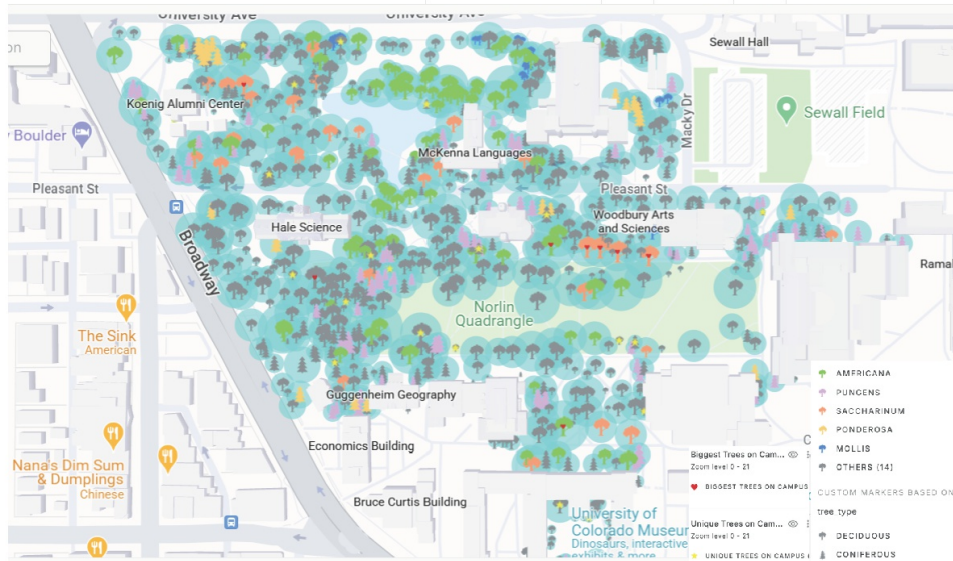 University Ave
University Ave
Sewall Hall
on
Koenig Alumni Center
Sewall Field
Macky Dr
Boulder
McKenna Languages
Pleasant St
Pleasant St
Woodbury Arts
and Sciences
Hale Science
Broadway
Ramal
Norlin
Quadrangle
The Sink
American
Guggenheim Geography
Economics Building
Nana's Dim Sum
& Dumplings
Chinese
Bruce Curtis Building
University of
Colorado Museum
Dinosaurs, interactive
exhibits & more
AMERICANA
PUNGENS
SACCHARINUM
PONDEROSA
MOLLIS
OTHERS (14)
Biggest Trees on Cam...
Zoom level 0 - 21
BIGGEST TREES ON CAMPUS
Unique Trees on Cam...
Zoom level 0 - 21
UNIQUE TREES ON CAMPUS
CUSTOM MARKERS BASED ON
tree type
DECIDUOUS
CONIFEROUS